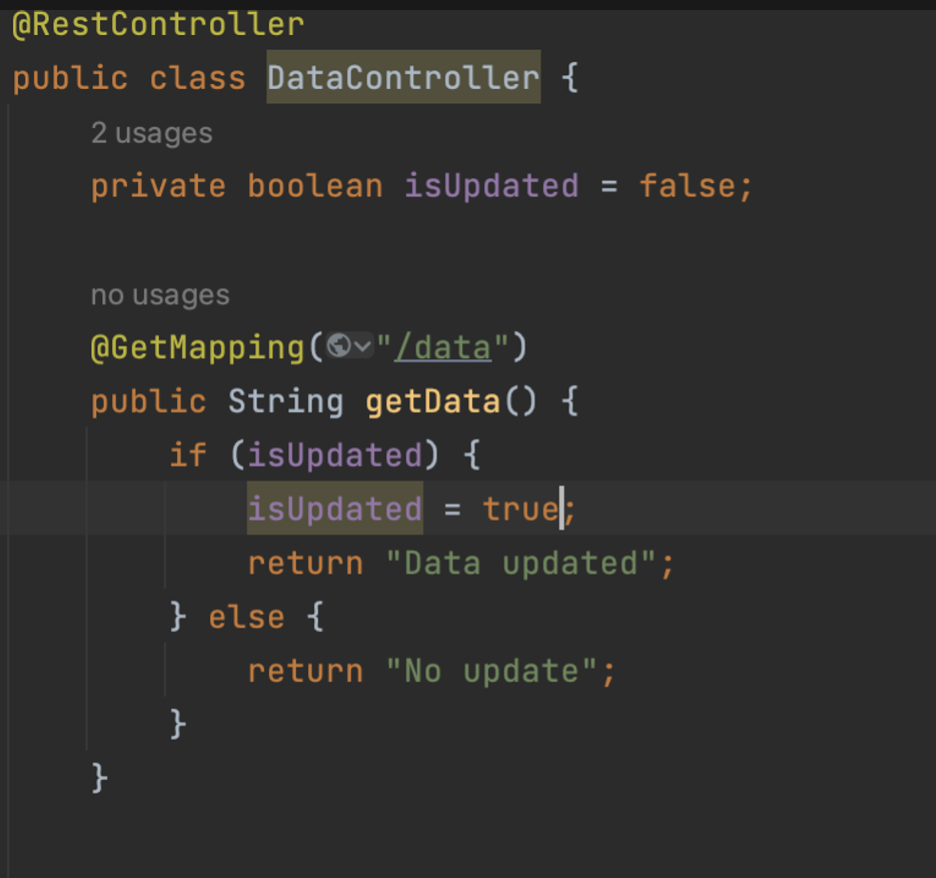 @RestController
public class DataController {
2 usages
private boolean isUpdated = false;
no usages
@GetMapping("/data")
public String getData() {
if (isUpdated) {
isUpdated = true;
return "Data updated";
} else {
return "No update";
}
}